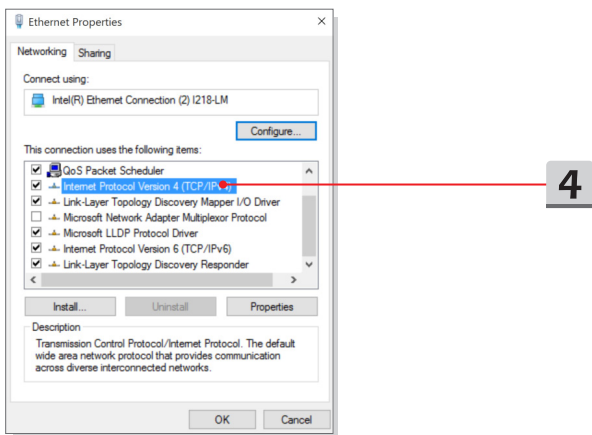 Ethernet Properties
Networking Sharing
Connect using:
Intel(R) Ethernet Connection (2) I218-LM
Configure...
This connection uses the following items:
QoS Packet Scheduler
Internet Protocol Version 4 (TCP/IPv4)
Link-Layer Topology Discovery Mapper I/O Driver
Microsoft Network Adapter Multiplexor Protocol
Microsoft LLDP Protocol Driver
Internet Protocol Version 6 (TCP/IPv6)
Link-Layer Topology Discovery Responder
4
Install... Uninstall Properties
Description
Transmission Control Protocol/Internet Protocol. The default
wide area network protocol that provides communication
across diverse interconnected networks.
OK Cancel